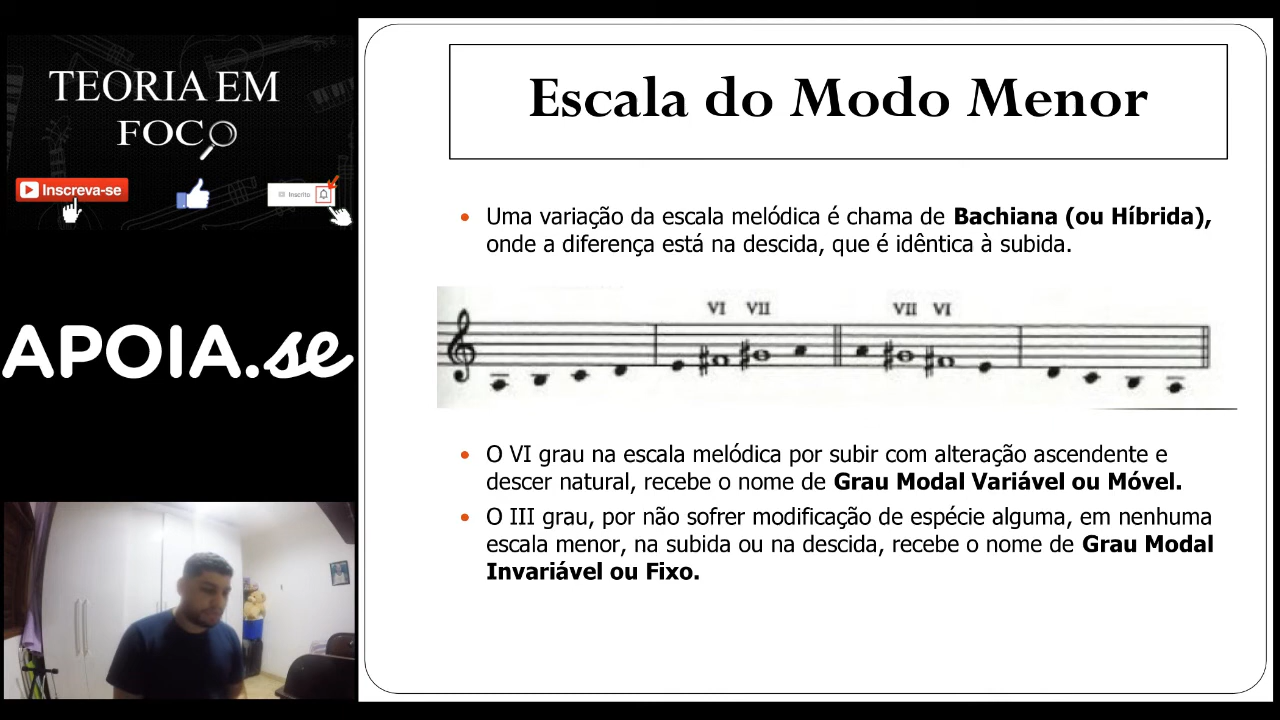 TEORIA EM
FOCO
Inscreva-se
Inscrito
APOIA.se
Escala do Modo Menor
• Uma variação da escala melódica é chama de Bachiana (ou Híbrida),
onde a diferença está na descida, que é idêntica à subida.
VI VII VII VI
• O VI grau na escala melódica por subir com alteração ascendente e
descer natural, recebe o nome de Grau Modal Variável ou Móvel.
• O III grau, por não sofrer modificação de espécie alguma, em nenhuma
escala menor, na subida ou na descida, recebe o nome de Grau Modal
Invariável ou Fixo.